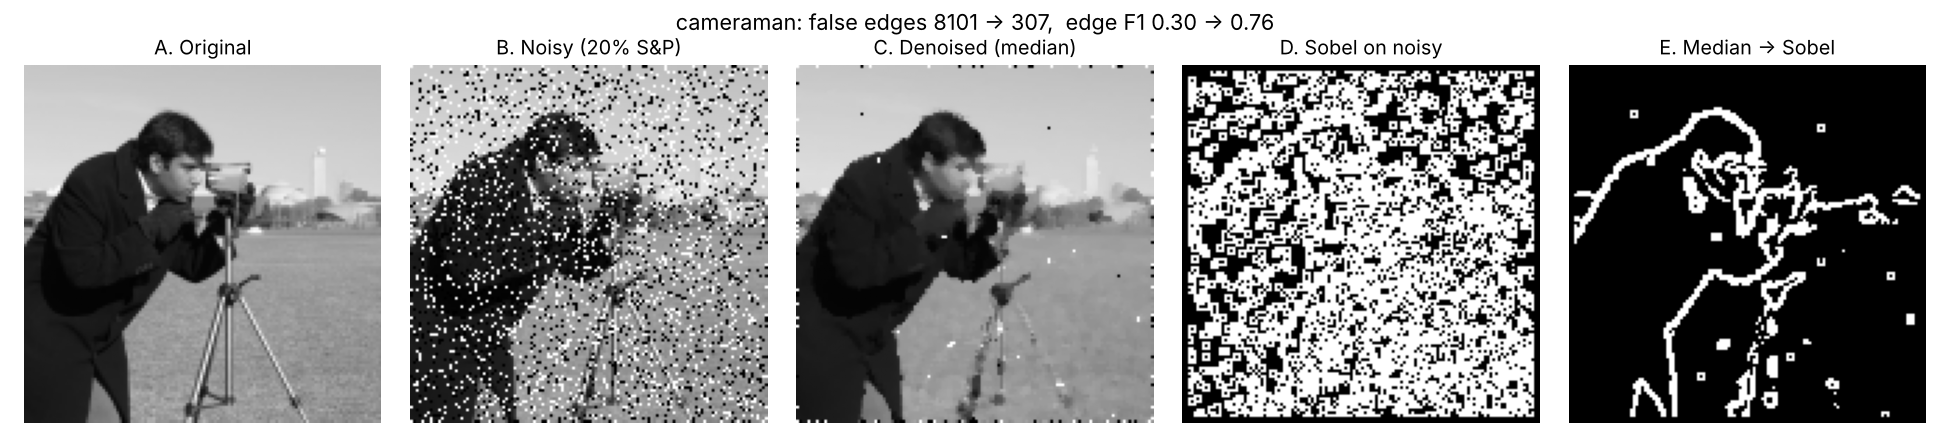 cameraman: false edges 8101 → 307,  edge F1 0.30 → 0.76
A. Original
B. Noisy (20% S&P)
C. Denoised (median)
D. Sobel on noisy
E. Median → Sobel